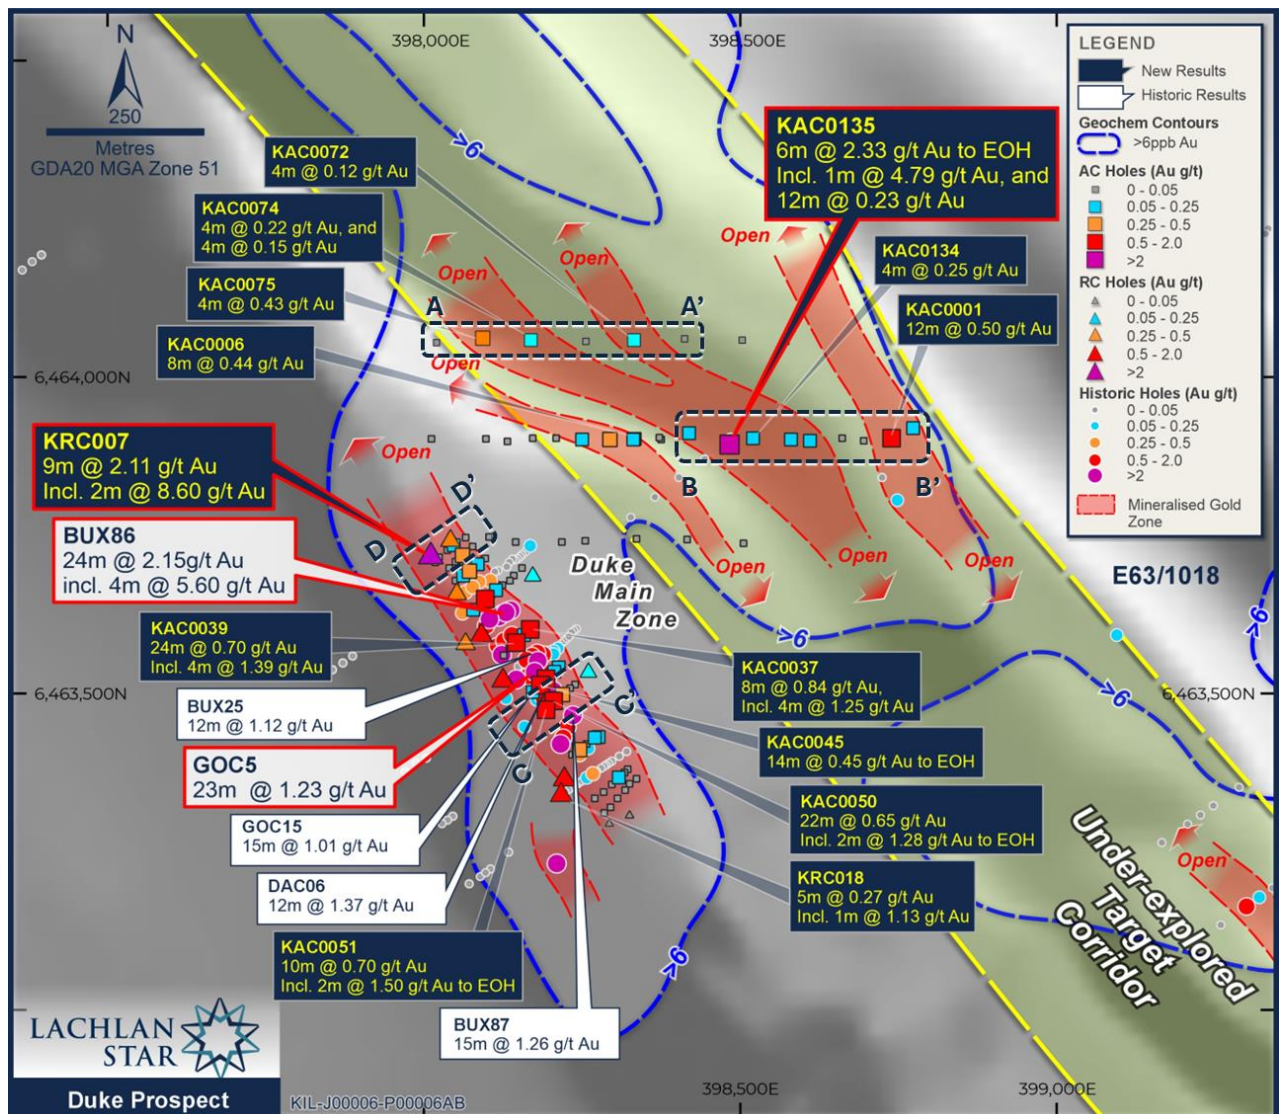 398,000E
398,500E
N
250
Metres
GDA20 MGA Zone 51
LEGEND
New Results
Historic Results
Geochem Contours
>6ppb Au
AC Holes (Au g/t)
0 - 0.05
0.05 - 0.25
0.25 - 0.5
0.5 - 2.0
>2
RC Holes (Au g/t)
0 - 0.05
0.05 - 0.25
0.25 - 0.5
0.5 - 2.0
>2
Historic Holes (Au g/t)
0 - 0.05
0.05 - 0.25
0.25 - 0.5
0.5 - 2.0
>2
Mineralised Gold
Zone
>6
KAC0135
6m @ 2.33 g/t Au to EOH
Incl. 1m @ 4.79 g/t Au, and
12m @ 0.23 g/t Au
KAC0072
4m @ 0.12 g/t Au
KAC0074
4m @ 0.22 g/t Au, and
4m @ 0.15 g/t Au
KAC0075
4m @ 0.43 g/t Au
KAC0006
8m @ 0.44 g/t Au
KAC0134
4m @ 0.25 g/t Au
KAC0001
12m @ 0.50 g/t Au
Open
Open
Open
A
A'
Open
6,464,000N
KRC007
9m @ 2.11 g/t Au
Incl. 2m @ 8.60 g/t Au
Open
B
B'
D'
D
BUX86
24m @ 2.15g/t Au
incl. 4m @ 5.60 g/t Au
Duke
Main
Zone
Open
Open
Open
E63/1018
>6
>6
>6
KAC0039
24m @ 0.70 g/t Au
Incl. 4m @ 1.39 g/t Au
KAC0037
8m @ 0.84 g/t Au,
Incl. 4m @ 1.25 g/t Au
6,463,500N
6,463,500N
BUX25
12m @ 1.12 g/t Au
C'
C
KAC0045
14m @ 0.45 g/t Au to EOH
GOC5
23m @ 1.23 g/t Au
KAC0050
22m @ 0.65 g/t Au
Incl. 2m @ 1.28 g/t Au to EOH
GOC15
15m @ 1.01 g/t Au
KRC018
5m @ 0.27 g/t Au
Incl. 1m @ 1.13 g/t Au
DAC06
12m @ 1.37 g/t Au
KAC0051
10m @ 0.70 g/t Au
Incl. 2m @ 1.50 g/t Au to EOH
>6
Open
Under-explored
Target
Corridor
BUX87
15m @ 1.26 g/t Au
LACHLAN
STAR
Duke Prospect
KIL-J00006-P00006AB
398,500E
399,000E